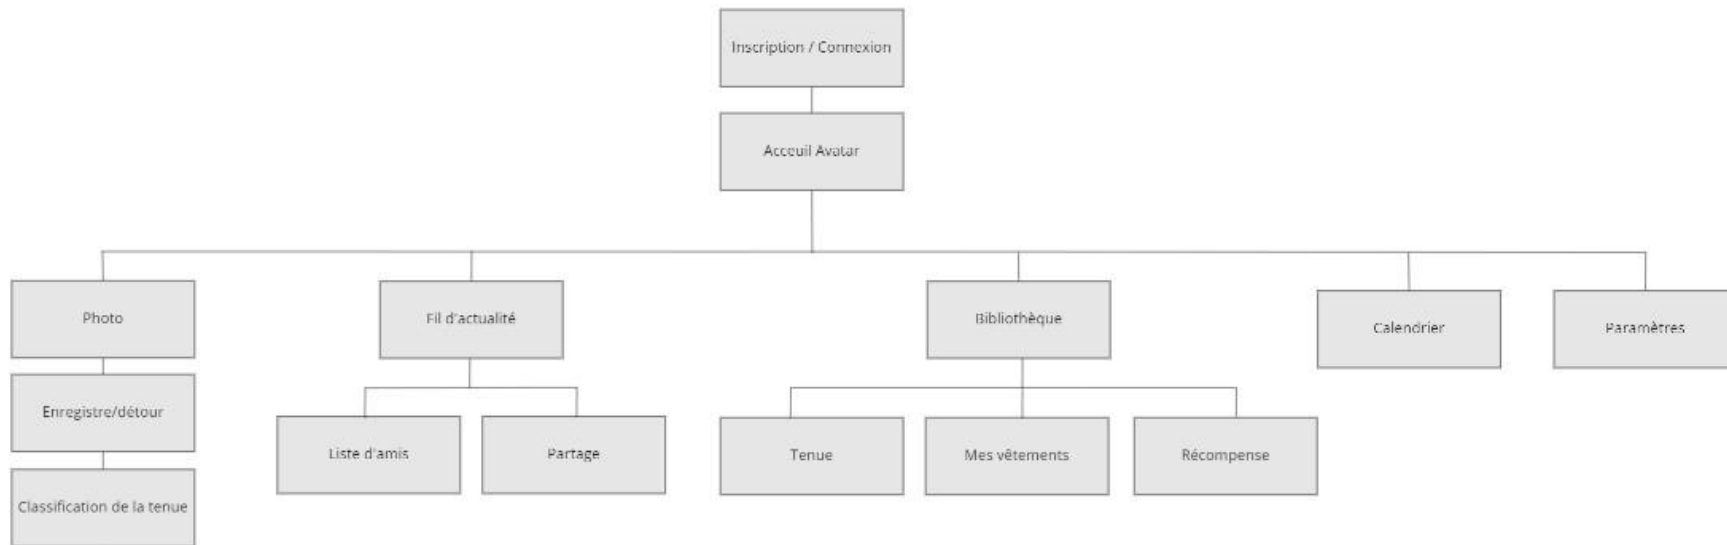 Inscription / Connexion
Acceuil Avatar
Photo
Fil d'actualité
Bibliothèque
Calendrier
Paramètres
Enregistre/détour
Liste d'amis
Partage
Tenue
Mes vêtements
Récompense
Classification de la tenue